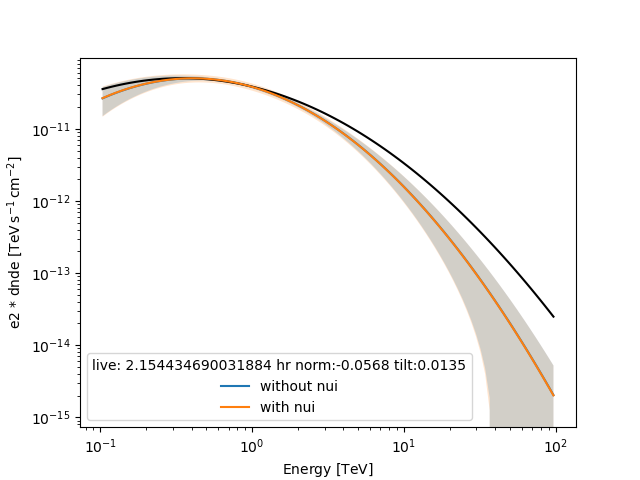 10⁻¹¹
10⁻¹²
10⁻¹³
10⁻¹⁴
10⁻¹⁵
e2 * dnde [TeV s⁻¹ cm⁻²]
live: 2.154434690031884 hr norm:-0.0568 tilt:0.0135
without nui
with nui
10⁻¹ 10⁰ 10¹ 10²
Energy [TeV]